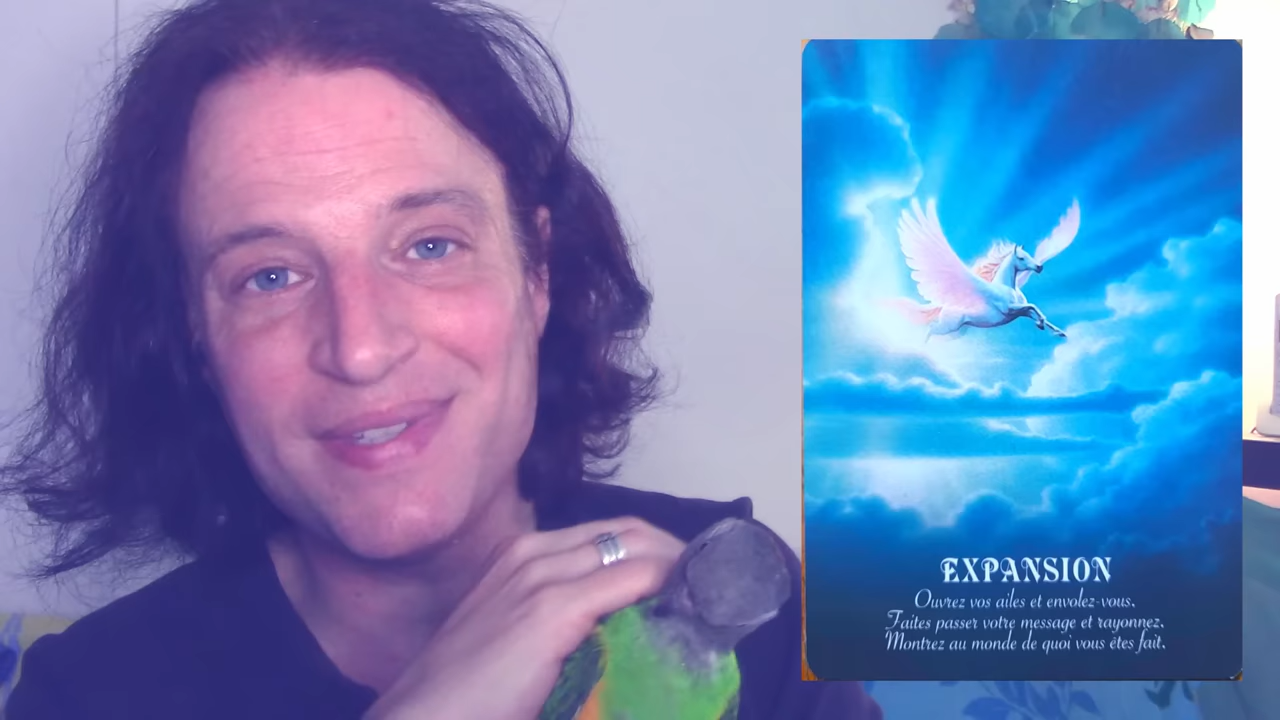 EXPANSION
Ouvrez vos ailes et envolez-vous.
Faites passer votre message et rayonnez.
Montrez au monde de quoi vous êtes fait.